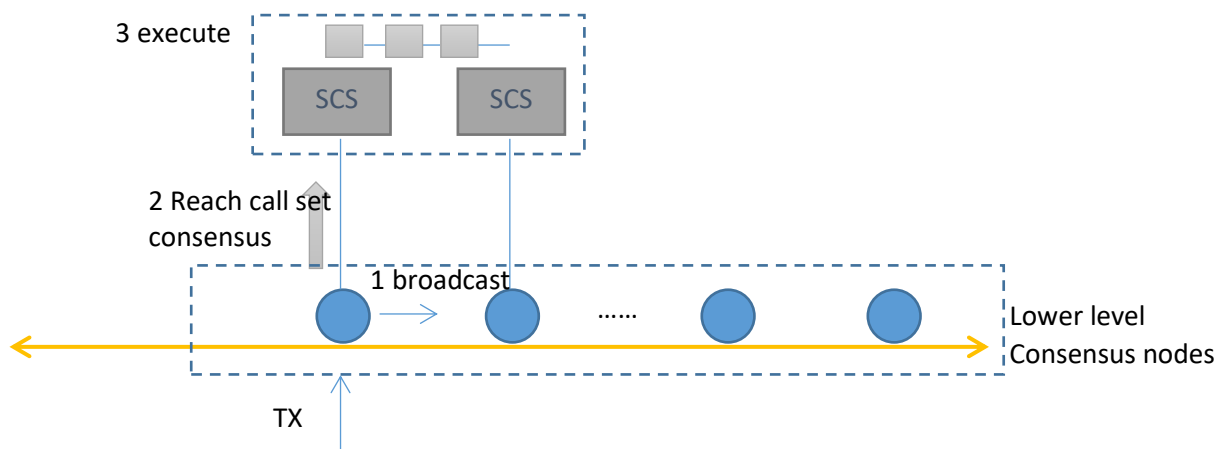 3 execute
SCS
SCS
2 Reach call set
consensus
1 broadcast
......
Lower level
Consensus nodes
TX